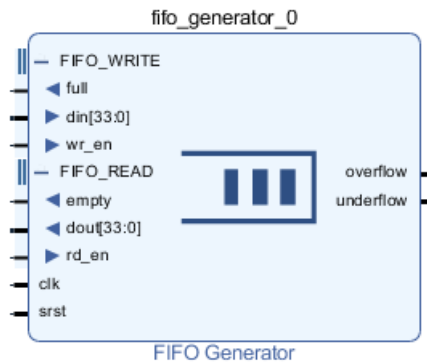 fifo_generator_0
FIFO_WRITE
full
din[33:0]
wr_en
FIFO_READ
empty
dout[33:0]
rd_en
clk
srst
overflow
underflow
FIFO Generator